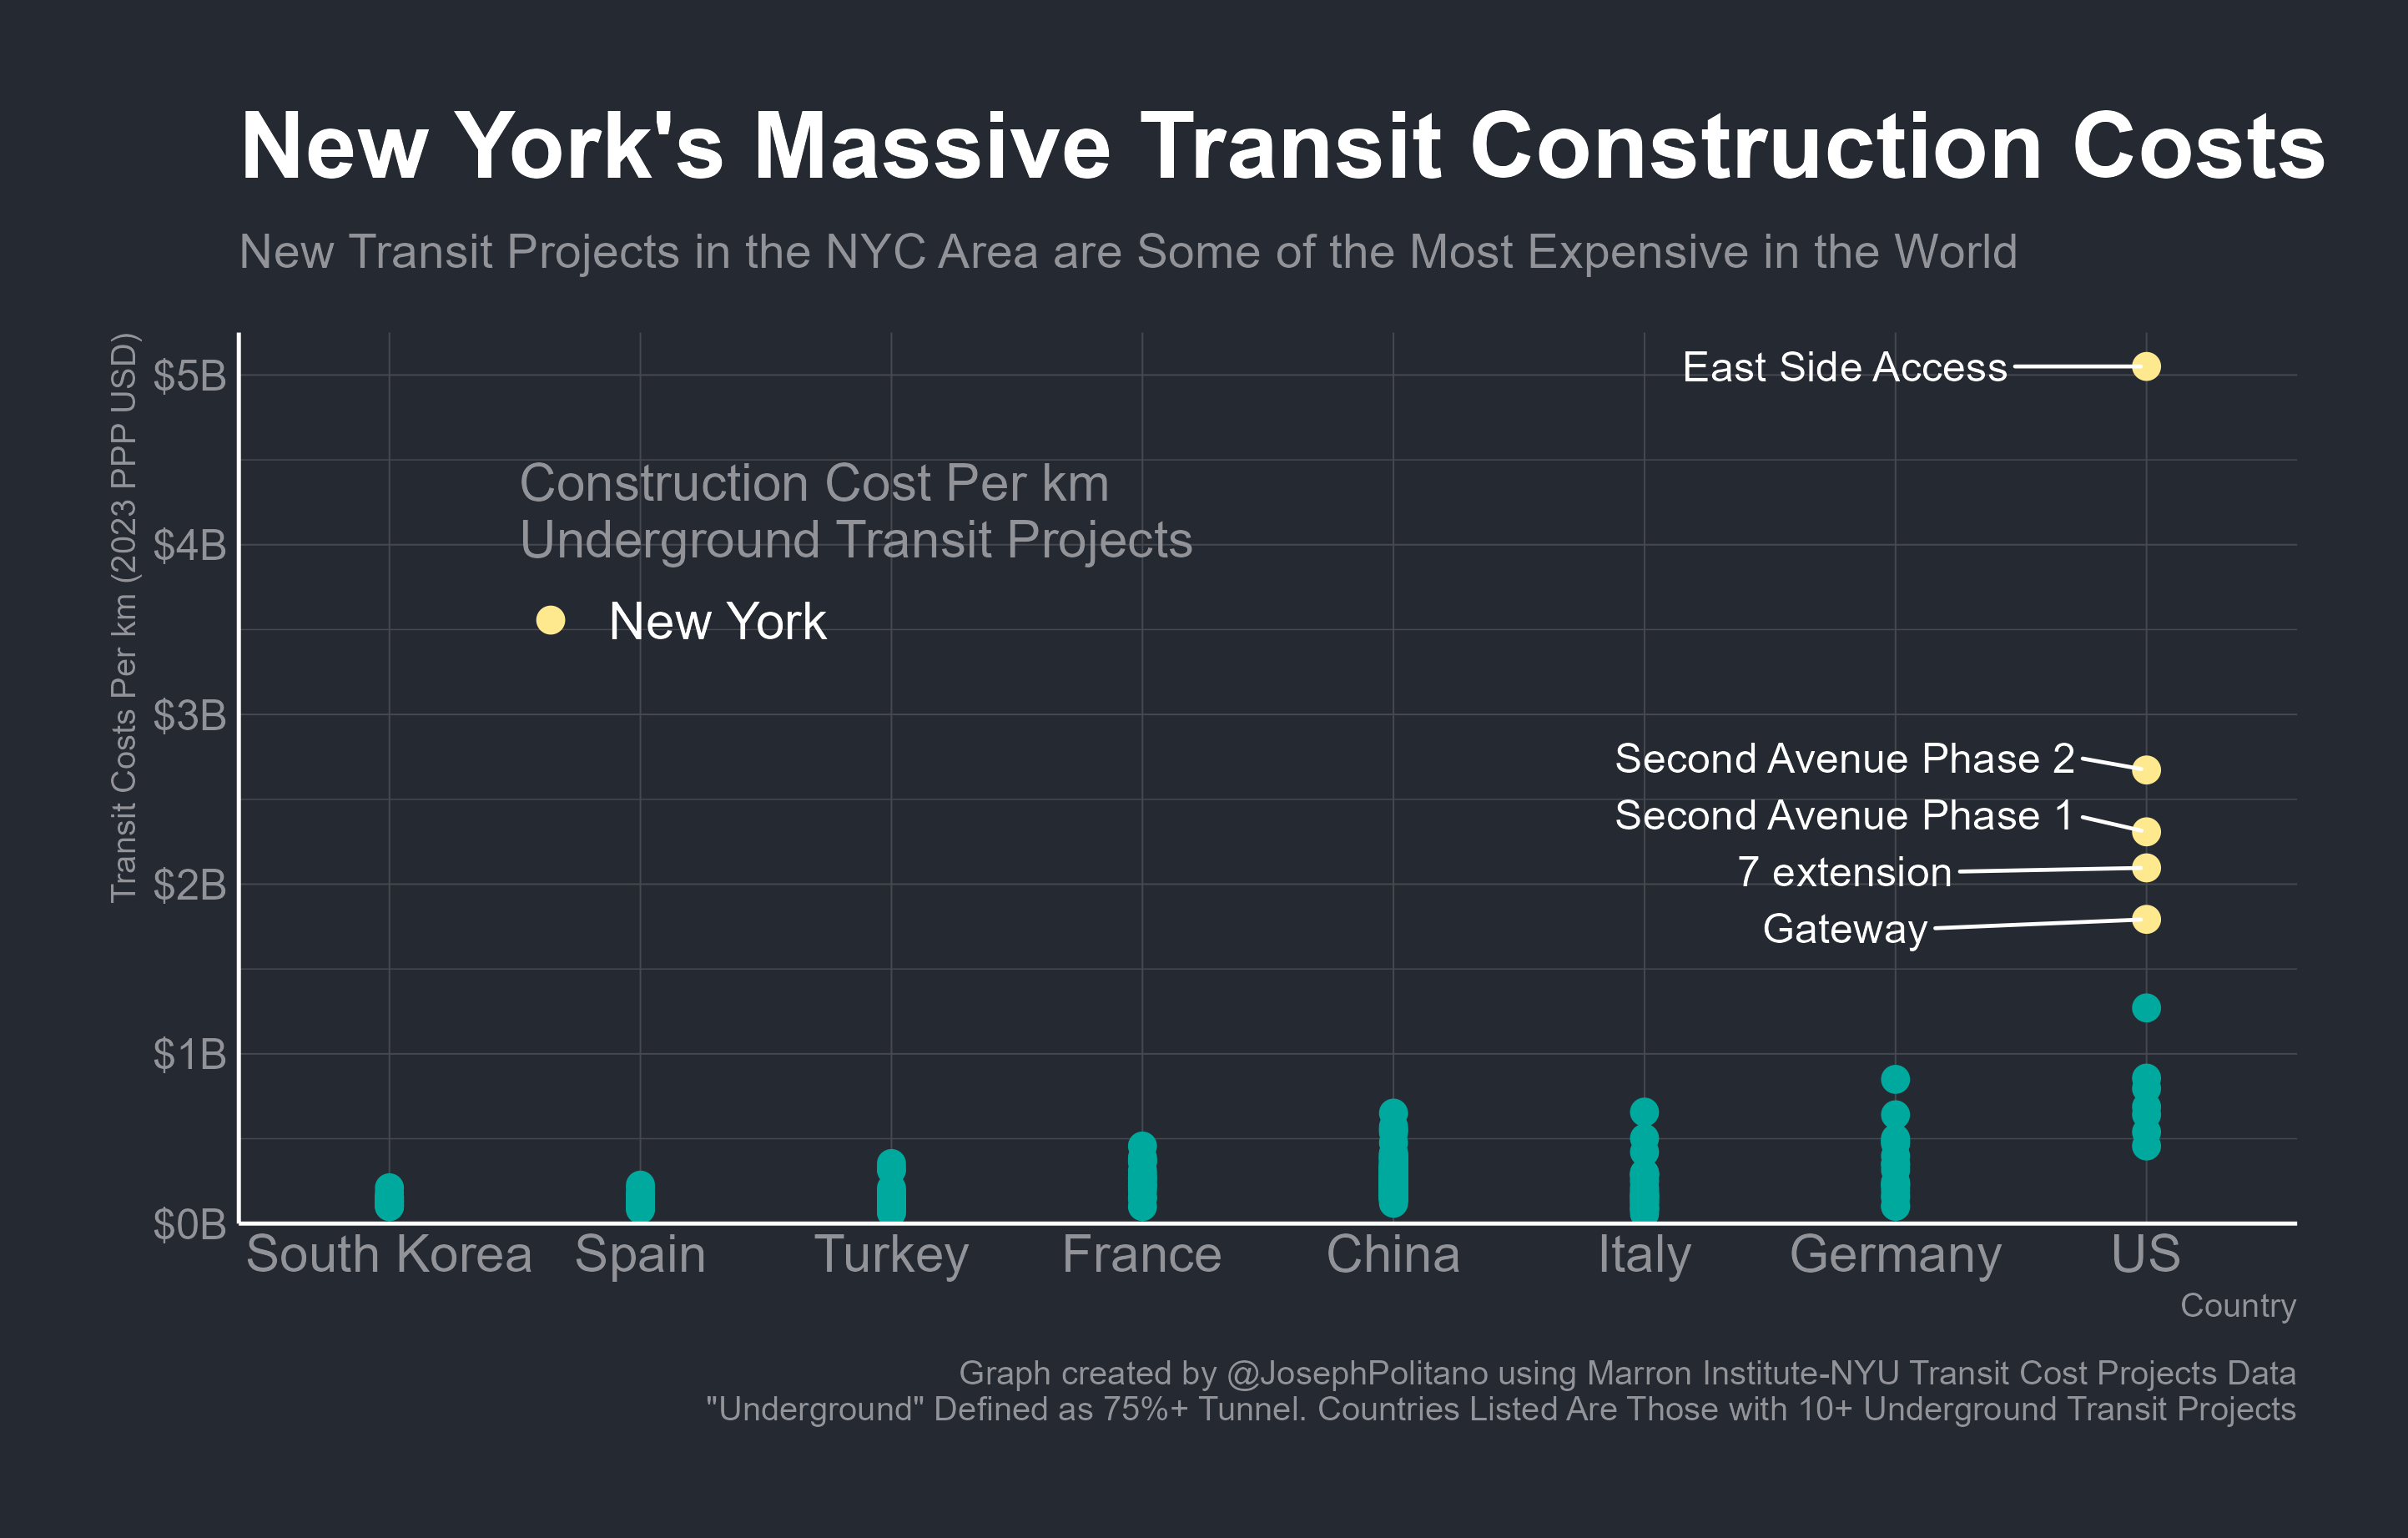 New York's Massive Transit Construction Costs
New Transit Projects in the NYC Area are Some of the Most Expensive in the World
Transit Costs Per km (2023 PPP USD)
$5B
$4B
$3B
$2B
$1B
$0B
Construction Cost Per km
Underground Transit Projects
New York
East Side Access
Second Avenue Phase 2
Second Avenue Phase 1
7 extension
Gateway
South Korea Spain Turkey France China Italy Germany US
Country
Graph created by @JosephPolitano using Marron Institute-NYU Transit Cost Projects Data
"Underground" Defined as 75%+ Tunnel. Countries Listed Are Those with 10+ Underground Transit Projects